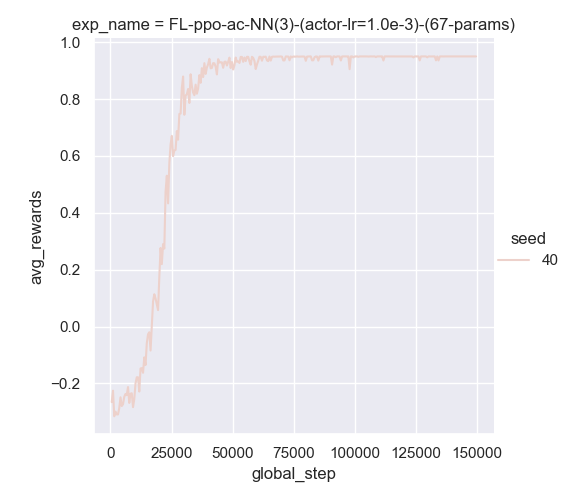 exp_name = FL-ppo-ac-NN(3)-(actor-lr=1.0e-3)-(67-params)
1.0
0.8
0.6
0.4
0.2
0.0
−0.2
avg_rewards
seed
40
0 25000 50000 75000 100000 125000 150000
global_step